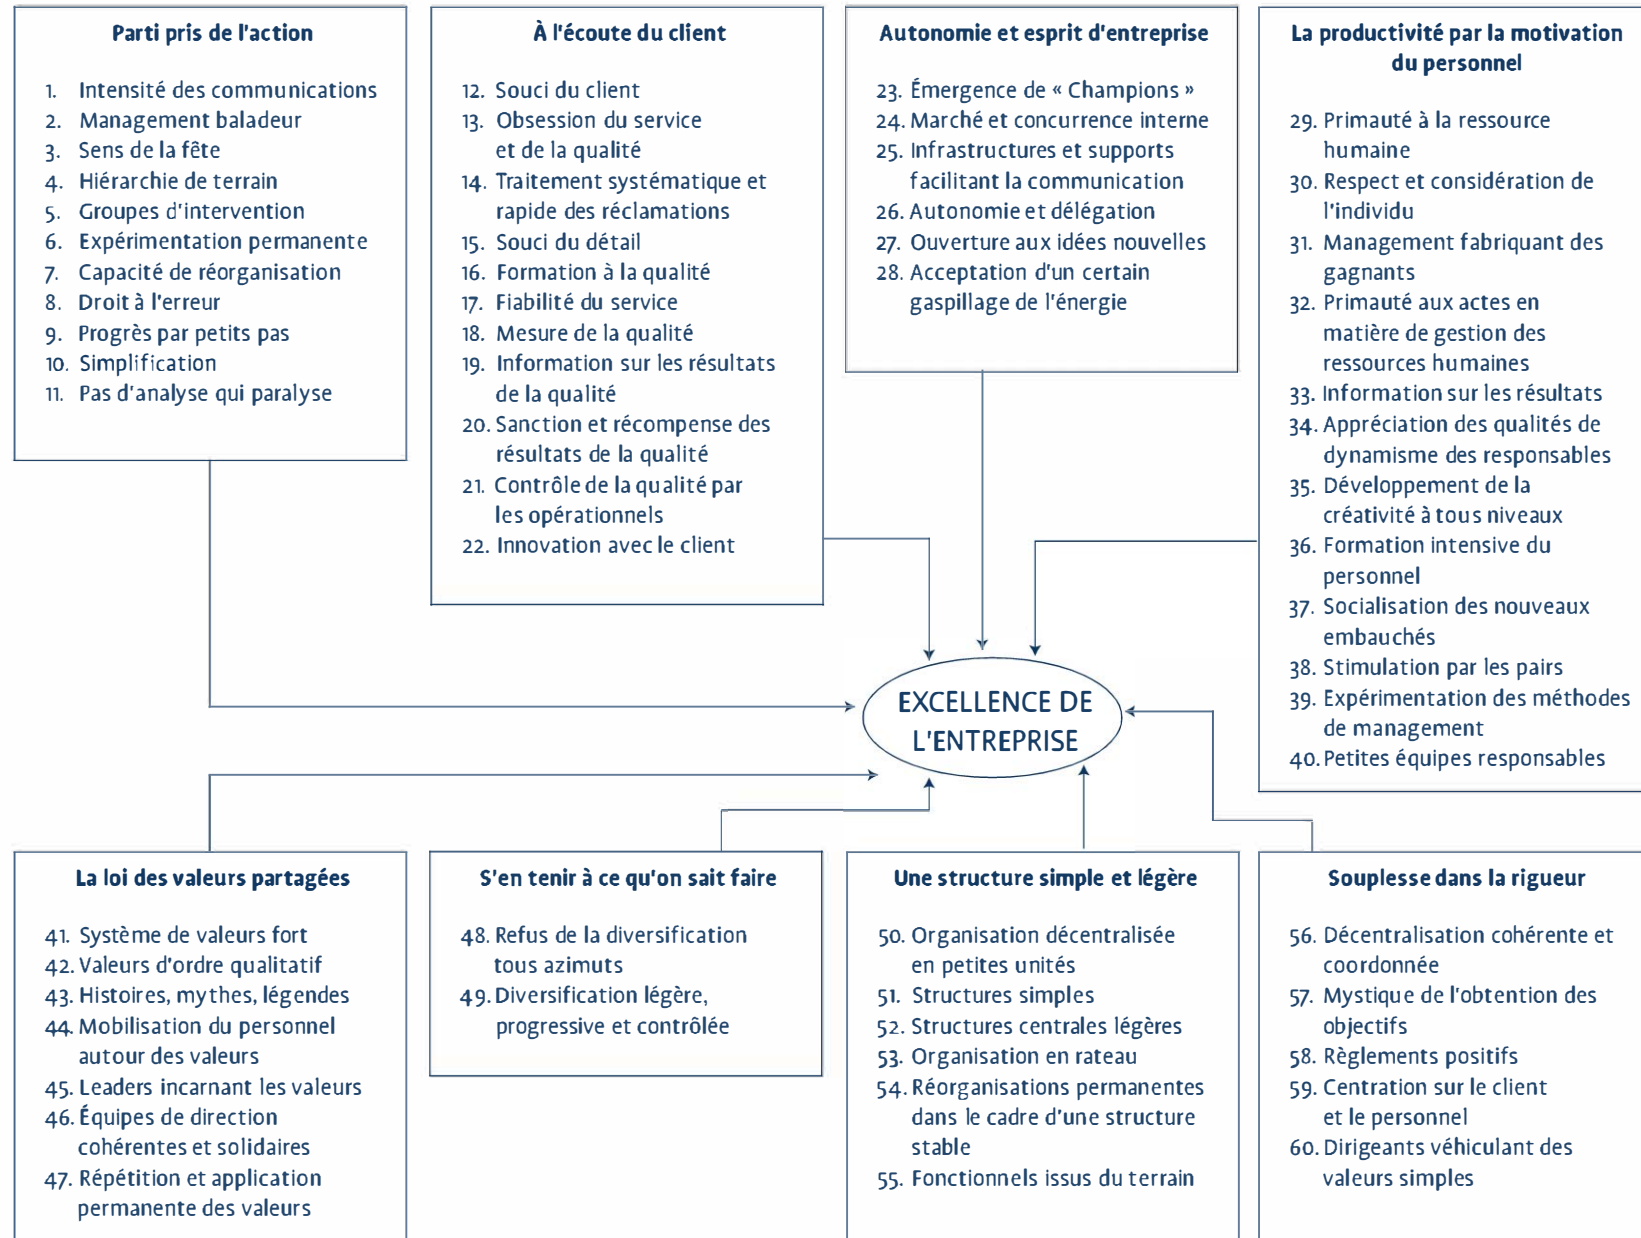 Parti pris de l'action
1. Intensité des communications
2. Management baladeur
3. Sens de la fête
4. Hiérarchie de terrain
5. Groupes d'intervention
6. Expérimentation permanente
7. Capacité de réorganisation
8. Droit à l'erreur
9. Progrès par petits pas
10. Simplification
11. Pas d'analyse qui paralyse
À l'écoute du client
12. Souci du client
13. Obsession du service
et de la qualité
14. Traitement systématique et
rapide des réclamations
15. Souci du détail
16. Formation à la qualité
17. Fiabilité du service
18. Mesure de la qualité
19. Information sur les résultats
de la qualité
20. Sanction et récompense des
résultats de la qualité
21. Contrôle de la qualité par
les opérationnels
22. Innovation avec le client
Autonomie et esprit d'entreprise
23. Émergence de « Champions »
24. Marché et concurrence interne
25. Infrastructures et supports
facilitant la communication
26. Autonomie et délégation
27. Ouverture aux idées nouvelles
28. Acceptation d'un certain
gaspillage de l'énergie
La productivité par la motivation
du personnel
29. Primauté à la ressource
humaine
30. Respect et considération de
l'individu
31. Management fabriquant des
gagnants
32. Primauté aux actes en
matière de gestion des
ressources humaines
33. Information sur les résultats
34. Appréciation des qualités de
dynamisme des responsables
35. Développement de la
créativité à tous niveaux
36. Formation intensive du
personnel
37. Socialisation des nouveaux
embauchés
38. Stimulation par les pairs
39. Expérimentation des méthodes
de management
40. Petites équipes responsables
EXCELLENCE DE
L'ENTREPRISE
La loi des valeurs partagées
41. Système de valeurs fort
42. Valeurs d'ordre qualitatif
43. Histoires, mythes, légendes
44. Mobilisation du personnel
autour des valeurs
45. Leaders incarnant les valeurs
46. Équipes de direction
cohérentes et solidaires
47. Répétition et application
permanente des valeurs
S'en tenir à ce qu'on sait faire
48. Refus de la diversification
tous azimuts
49. Diversification légère,
progressive et contrôlée
Une structure simple et légère
50. Organisation décentralisée
en petites unités
51. Structures simples
52. Structures centrales légères
53. Organisation en rateau
54. Réorganisations permanentes
dans le cadre d'une structure
stable
55. Fonctionnels issus du terrain
Souplesse dans la rigueur
56. Décentralisation cohérente et
coordonnée
57. Mystique de l'obtention des
objectifs
58. Règlements positifs
59. Centration sur le client
et le personnel
60. Dirigeants véhiculant des
valeurs simples